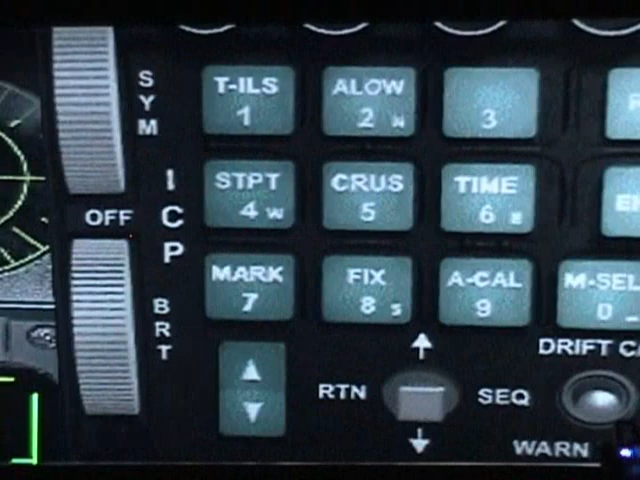 SYM
T-ILS
1
ALOW
2 N
3
ICP
STPT
4 W
CRUS
5
TIME
6 E
OFF
MARK
7
FIX
8 S
A-CAL
9
M-SEL
0 -
BRT
DRIFT
RTN
SEQ
WARN